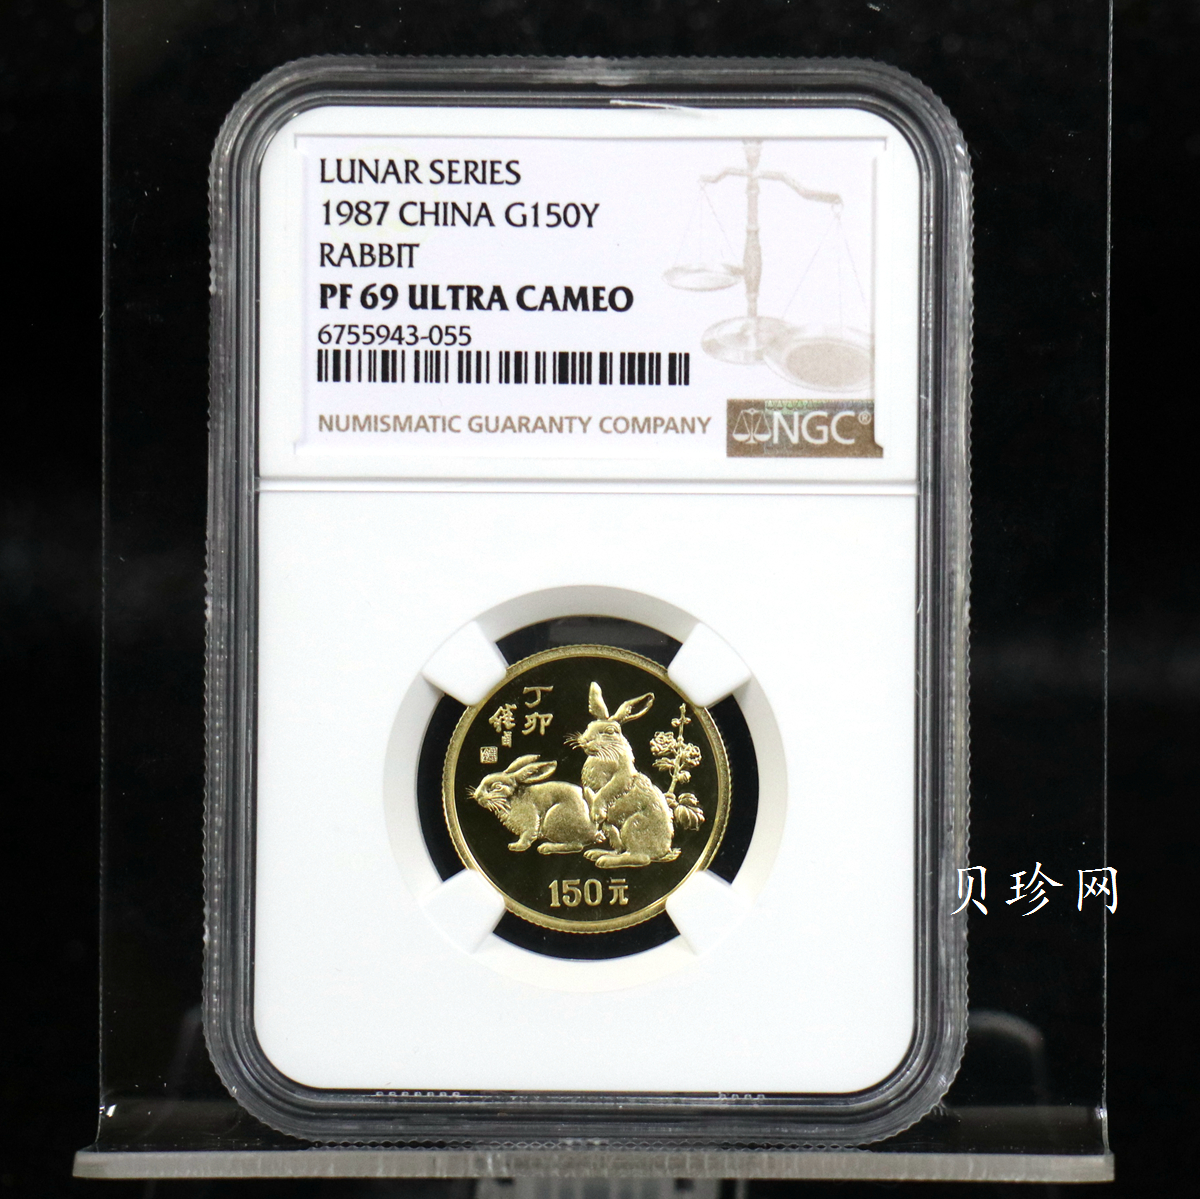 LUNAR SERIES
1987 CHINA G150Y
RABBIT
PF 69 ULTRA CAMEO
6755943-055
NUMISMATIC GUARANTY COMPANY
NGC®
丁卯
150元
贝珍网